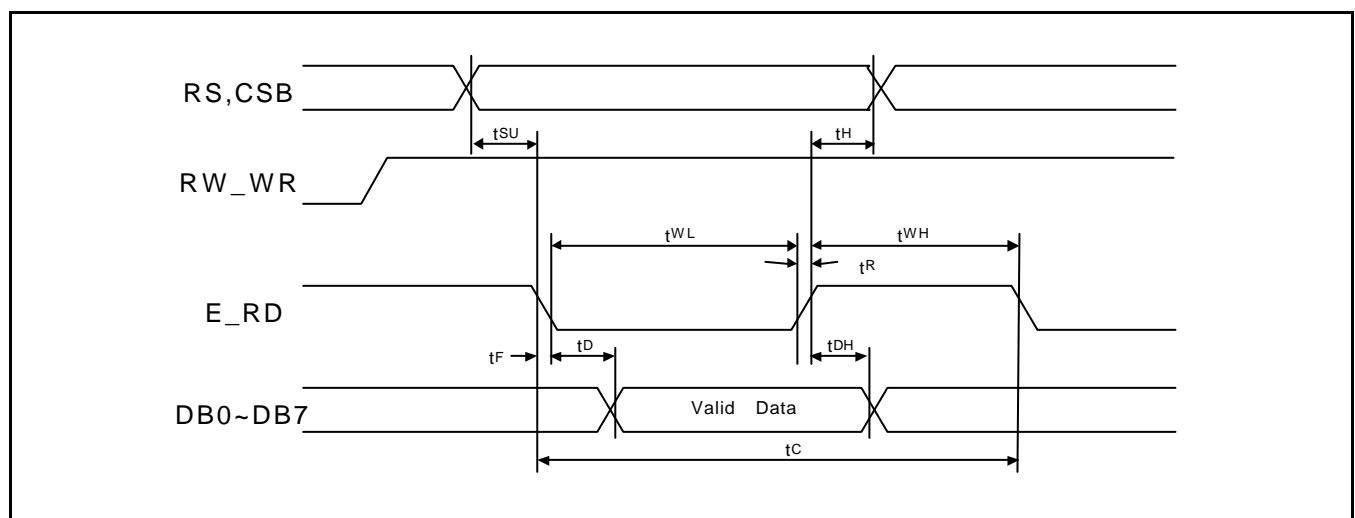 RS,CSB
tSU
tH
RW_WR
tWL
tWH
tR
E_RD
tF
tD
tDH
DB0~DB7
Valid Data
tC